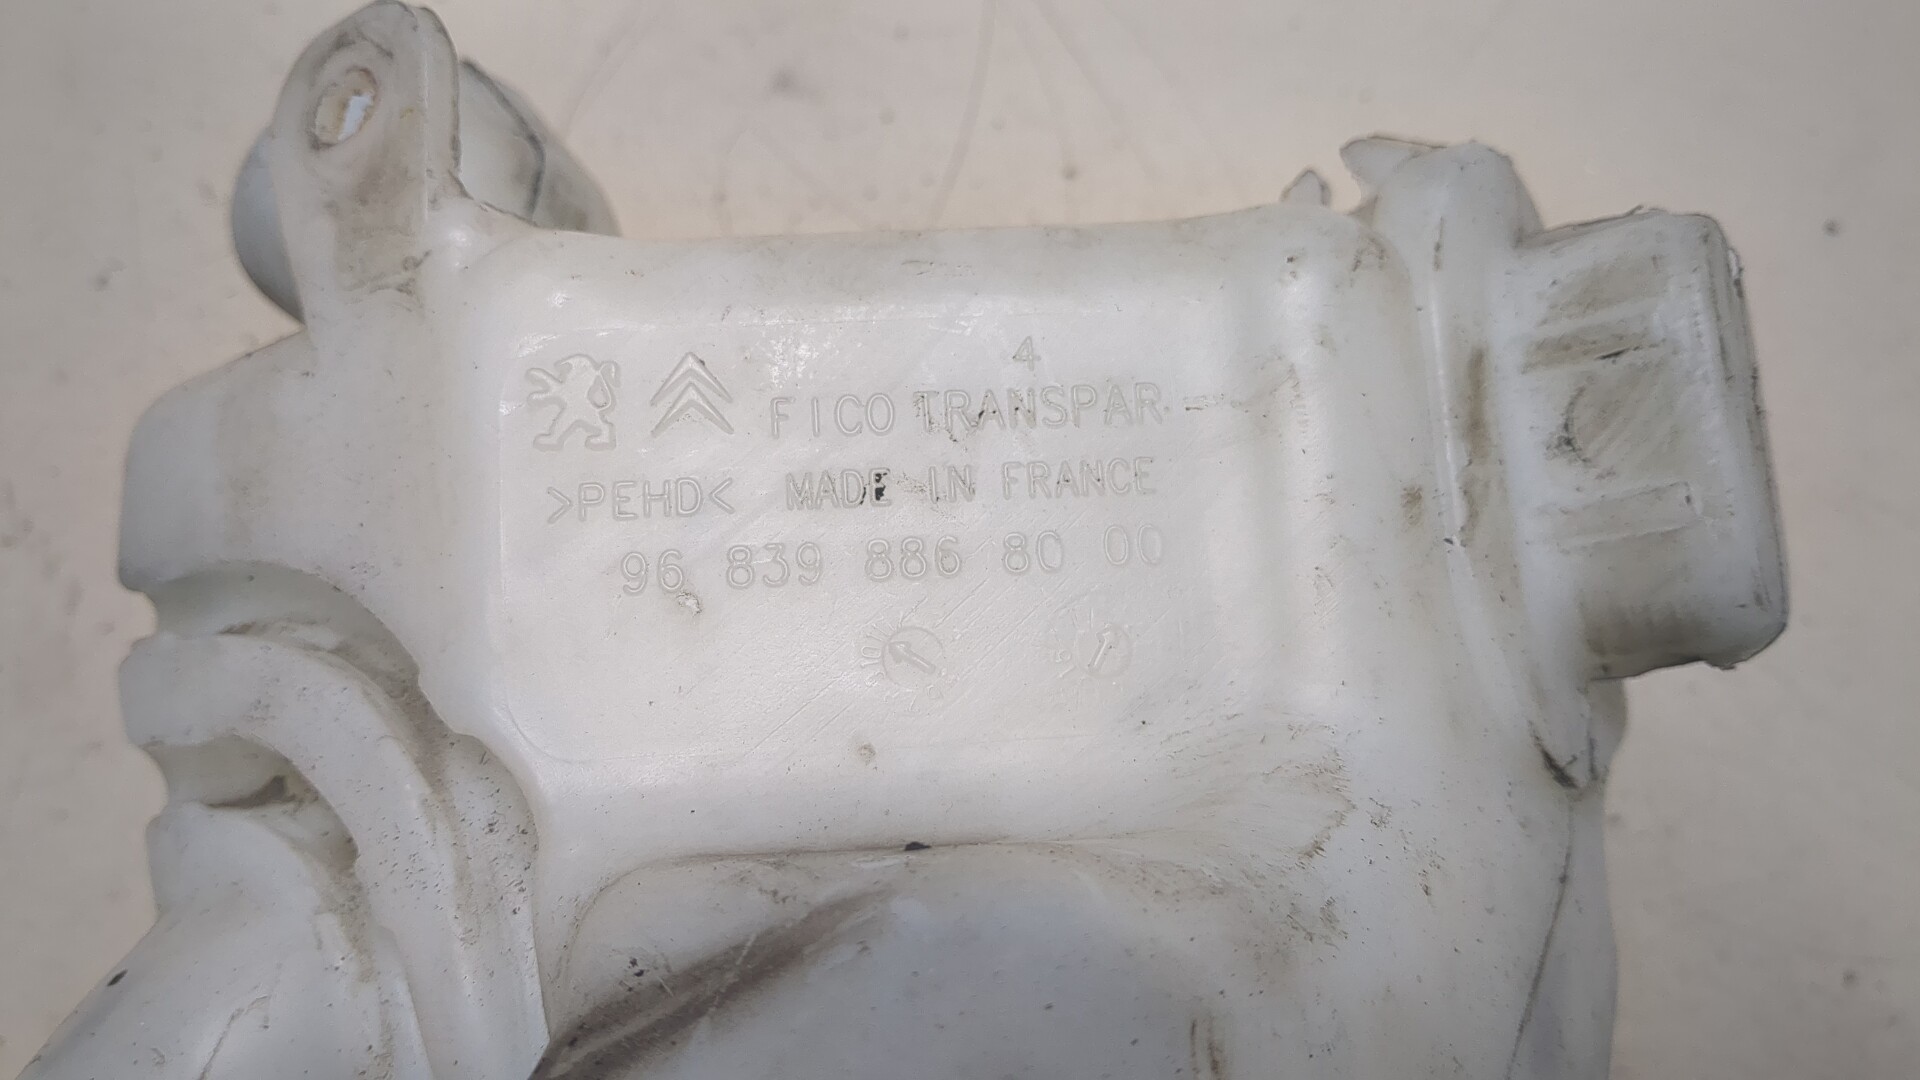 4
FICO TRANSPAR
>PEHD< MADE IN FRANCE
96 839 886 80 00